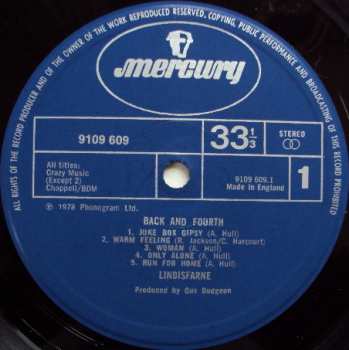 ALL RIGHTS OF THE RECORD PRODUCER AND OF THE OWNER OF THE WORK REPRODUCED RESERVED. COPYING, PUBLIC PERFORMANCE AND BROADCASTING OF THIS RECORD PROHIBITED
mercury
9109 609
33 1/3
STEREO
All titles:
Crazy Music
(Except 2)
Chappell/BDM
9109 609.1
Made in England
1
℗ 1978 Phonogram Ltd.
BACK AND FOURTH
1. JUKE BOX GIPSY (A. Hull)
2. WARM FEELING (R. Jackson/C. Harcourt)
3. WOMAN (A. Hull)
4. ONLY ALONE (A. Hull)
5. RUN FOR HOME (A. Hull)
LINDISFARNE
Produced by Gus Dudgeon